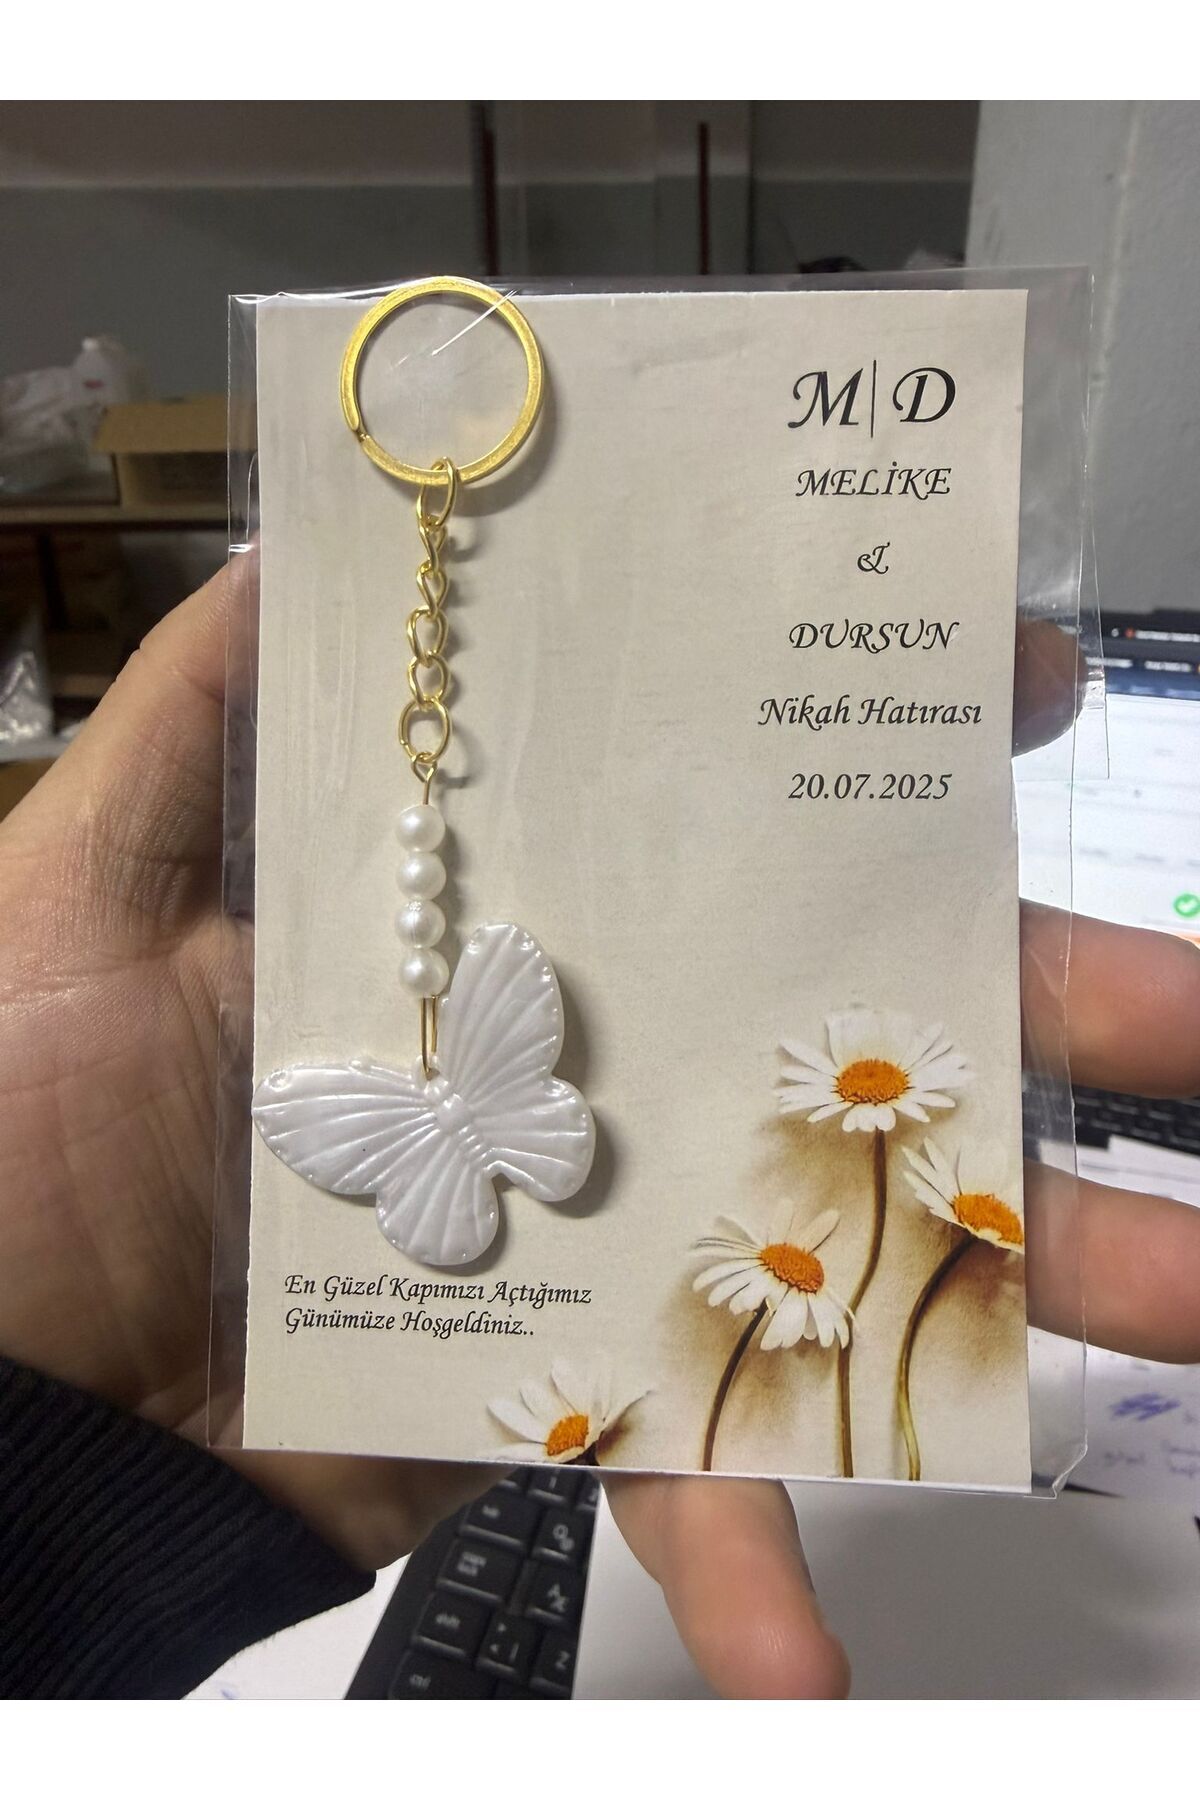 M|D
MELİKE
&
DURSUN
Nikah Hatırası
20.07.2025
En Güzel Kapımızı Açtığımız
Günümüze Hoşgeldiniz..